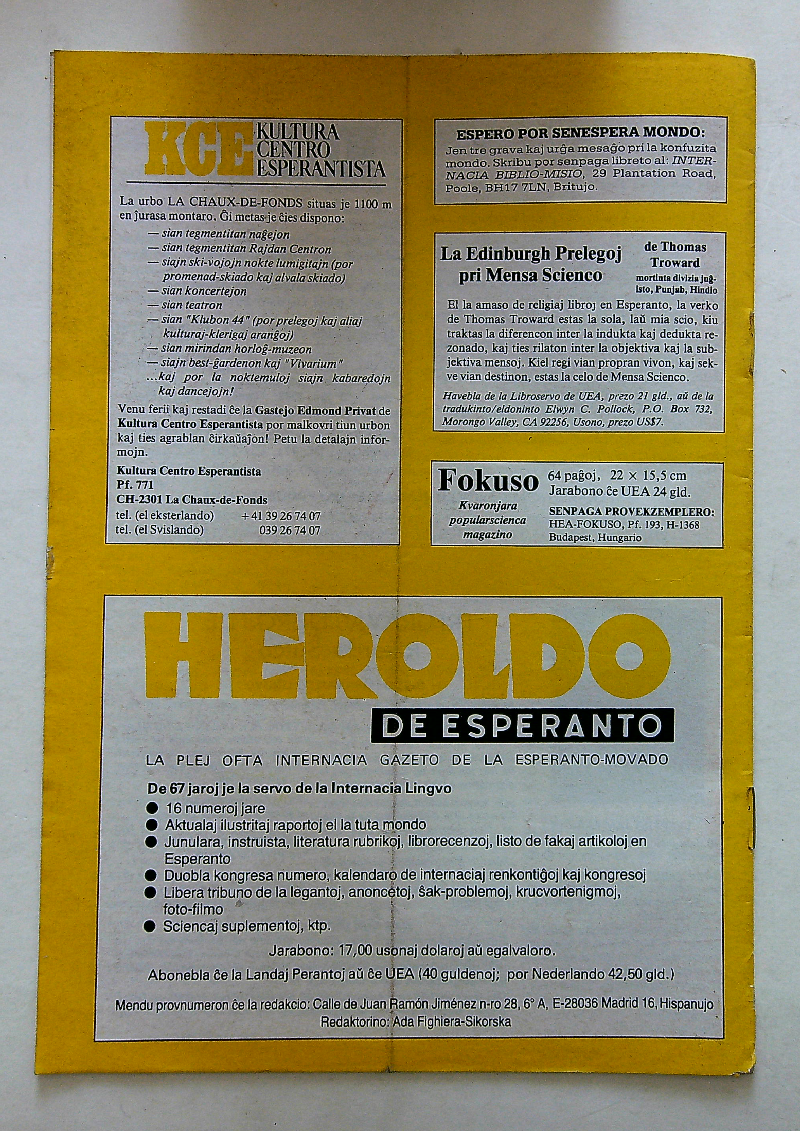 KCE
KULTURA
CENTRO
ESPERANTISTA
La urbo LA CHAUX-DE-FONDS situas je 1100 m
en ĵurasa montaro. Ĝi metas je ĉies dispono:
— sian tegmentitan naĝejon
— sian tegmentitan Rajdan Centron
— siajn ski-vojojn nokte lumigitajn (por
promenad-skiado kaj alvala skiado)
— sian koncertejon
— sian teatron
— sian "Klubon 44" (por prelegoj kaj aliaj
kulturaj-klerigaj aranĝoj)
— sian mirindan horloĝ-muzeon
— siajn best-ĝardenon kaj "Vivarium"
...kaj por la noktemuloj siajn kabaredojn
kaj dancejojn!
Venu ferii kaj restadi ĉe la Gastejo Edmond Privat de
Kultura Centro Esperantista por malkovri tiun urbon
kaj ties agrablan ĉirkaŭaĵon! Petu la detalajn infor-
mojn.
Kultura Centro Esperantista
Pf. 771
CH-2301 La Chaux-de-Fonds
tel. (el eksterlando) +41 39 26 74 07
tel. (el Svislando) 039 26 74 07
ESPERO POR SENESPERA MONDO:
Jen tre grava kaj urĝa mesaĝo pri la konfuzita
mondo. Skribu por senpaga libreto al: INTER-
NACIA BIBLIO-MISIO, 29 Plantation Road,
Poole, BH17 7LN, Britujo.
La Edinburgh Prelegoj
pri Mensa Scienco
de Thomas
Troward
mortinta divizia juĝ-
isto, Punjab, Hindio
El la amaso de religiaj libroj en Esperanto, la verko
de Thomas Troward estas la sola, laŭ mia scio, kiu
traktas la diferencon inter la indukta kaj dedukta re-
zonado, kaj ties rilaton inter la objektiva kaj la sub-
jektiva mensoj. Kiel regi vian propran vivon, kaj sek-
ve vian destinon, estas la celo de Mensa Scienco.
Havebla de la Libroservo de UEA, prezo 21 gld., aŭ de la
tradukinto/eldoninto Elwyn C. Pollock, P.O. Box 732,
Morongo Valley, CA 92256, Usono, prezo US$7.
Fokuso
Kvaronjara
popularscienca
magazino
64 paĝoj, 22 × 15,5 cm
Jarabono ĉe UEA 24 gld.
SENPAGA PROVEKZEMPLERO:
HEA-FOKUSO, Pf. 193, H-1368
Budapest, Hungario
HEROLDO
DE ESPERANTO
LA PLEJ OFTA INTERNACIA GAZETO DE LA ESPERANTO-MOVADO
De 67 jaroj je la servo de la Internacia Lingvo
● 16 numeroj jare
● Aktualaj ilustritaj raportoj el la tuta mondo
● Junulara, instruista, literatura rubrikoj, librorecenzoj, listo de fakaj artikoloj en
Esperanto
● Duobla kongresa numero, kalendaro de internaciaj renkontiĝoj kaj kongresoj
● Libera tribuno de la legantoj, anoncetoj, ŝak-problemoj, krucvortenigmoj,
foto-filmo
● Sciencaj suplementoj, ktp.
Jarabono: 17,00 usonaj dolaroj aŭ egalvaloro.
Abonebla ĉe la Landaj Perantoj aŭ ĉe UEA (40 guldenoj; por Nederlando 42,50 gld.)
Mendu provnumeron ĉe la redakcio: Calle de Juan Ramón Jiménez n-ro 28, 6° A, E-28036 Madrid 16, Hispanujo
Redaktorino: Ada Fighiera-Sikorska